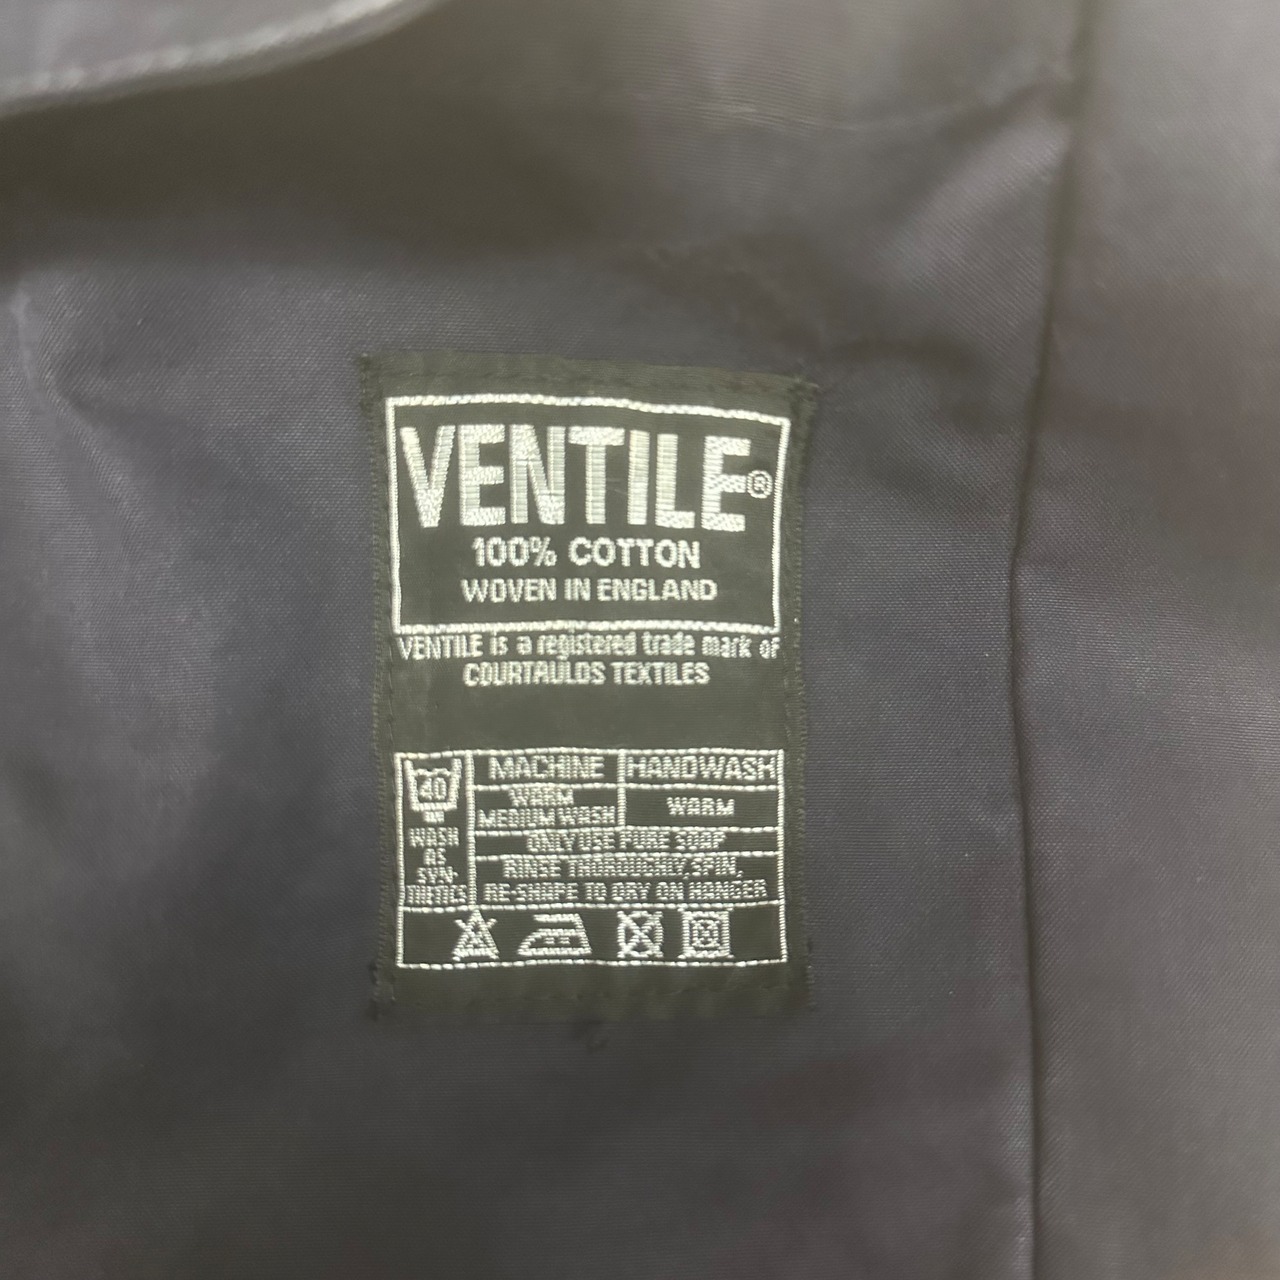 VENTILE®
100% COTTON
WOVEN IN ENGLAND
VENTILE is a registered trade mark of
COURTAULDS TEXTILES
40
WASH
AS
SYN-
THETICS
MACHINE
HANDWASH
WARM
MEDIUM WASH
WARM
ONLY USE PURE SOAP
RINSE THOROUGHLY, SPIN,
RE-SHAPE TO DRY ON HANGER